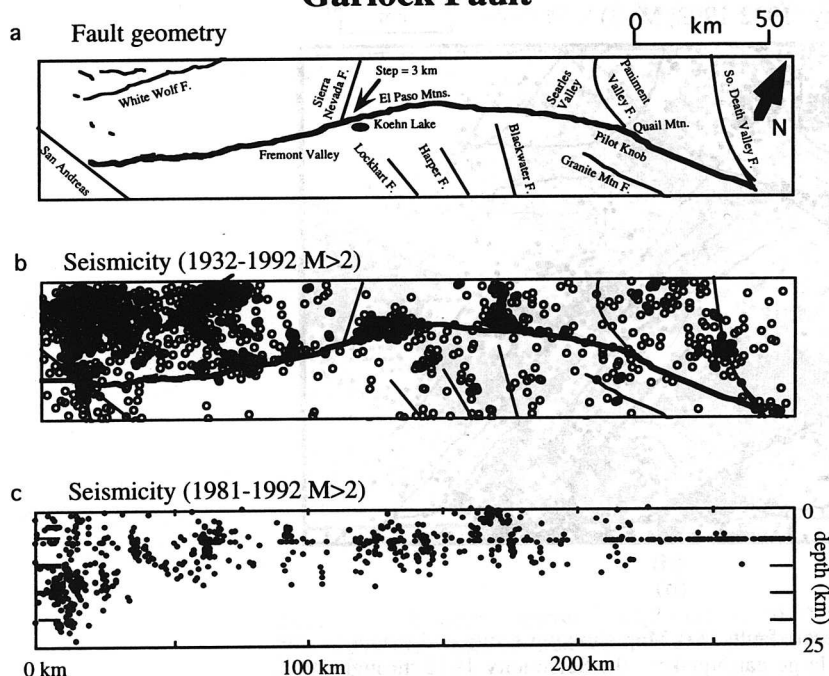 Garlock Fault
0 km 50
a Fault geometry
White Wolf F.
San Andreas
Sierra
Nevada F.
Step = 3 km
El Paso Mtns.
Koehn Lake
Fremont Valley
Lockhart F.
Harper F.
Blackwater F.
Searles
Valley
Paniment
Valley F.
Quail Mtn.
Pilot Knob
Granite Mtn F.
So. Death Valley F.
N
b Seismicity (1932-1992 M>2)
c Seismicity (1981-1992 M>2)
0
depth (km)
25
0 km 100 km 200 km